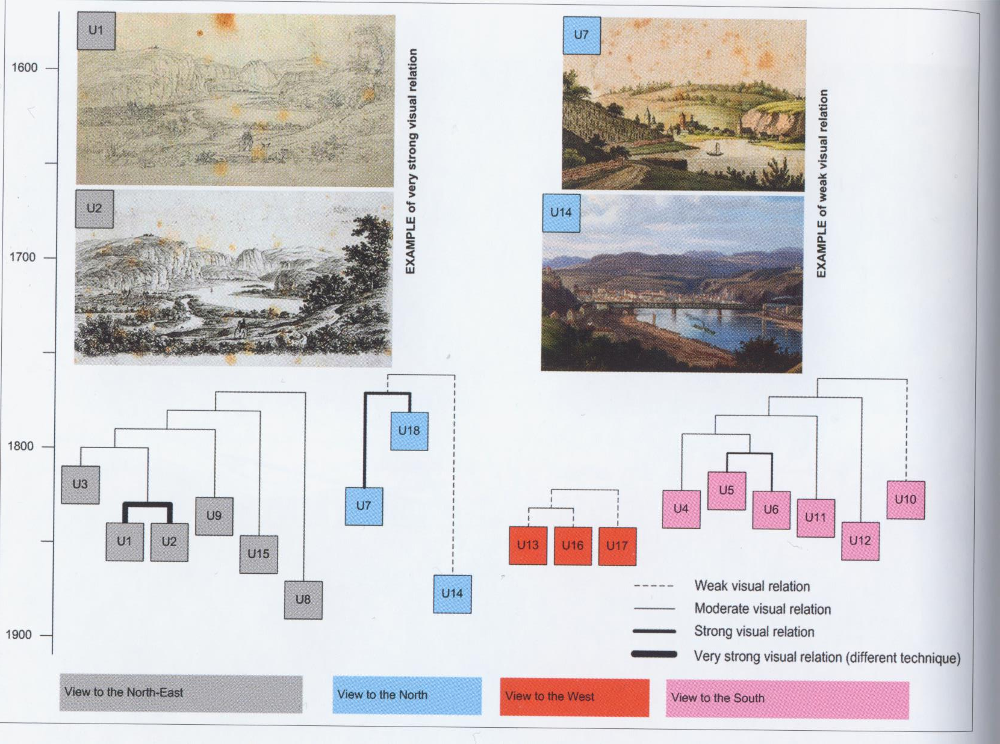 1600
1700
1800
1900
U1
EXAMPLE of very strong visual relation
U2
U7
EXAMPLE of weak visual relation
U14
U3
U1
U2
U9
U15
U8
U18
U7
U14
U13
U16
U17
U4
U5
U6
U11
U12
U10
Weak visual relation
Moderate visual relation
Strong visual relation
Very strong visual relation (different technique)
View to the North-East
View to the North
View to the West
View to the South